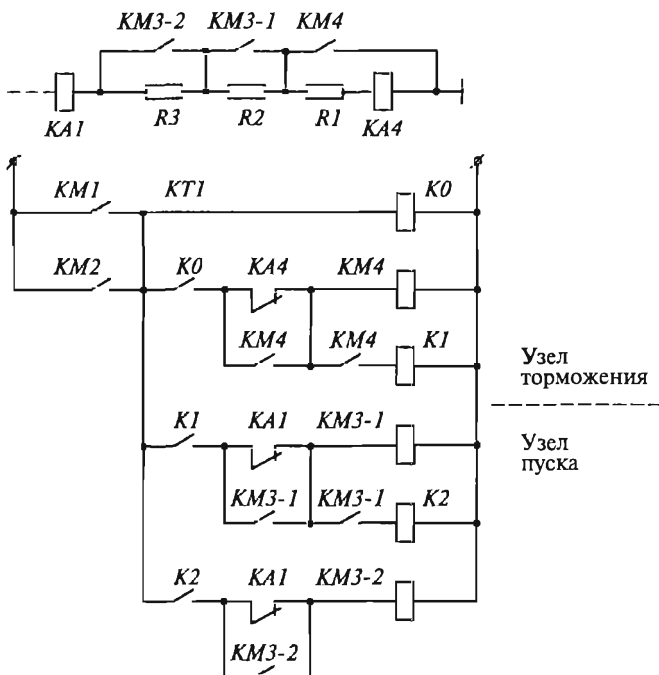 KM3-2 KM3-1 KM4
KA1 R3 R2 R1 KA4
KM1 KT1 K0
KM2 K0 KA4 KM4
KM4 KM4 K1
Узел
торможения
K1 KA1 KM3-1
Узел
пуска
KM3-1 KM3-1 K2
K2 KA1 KM3-2
KM3-2